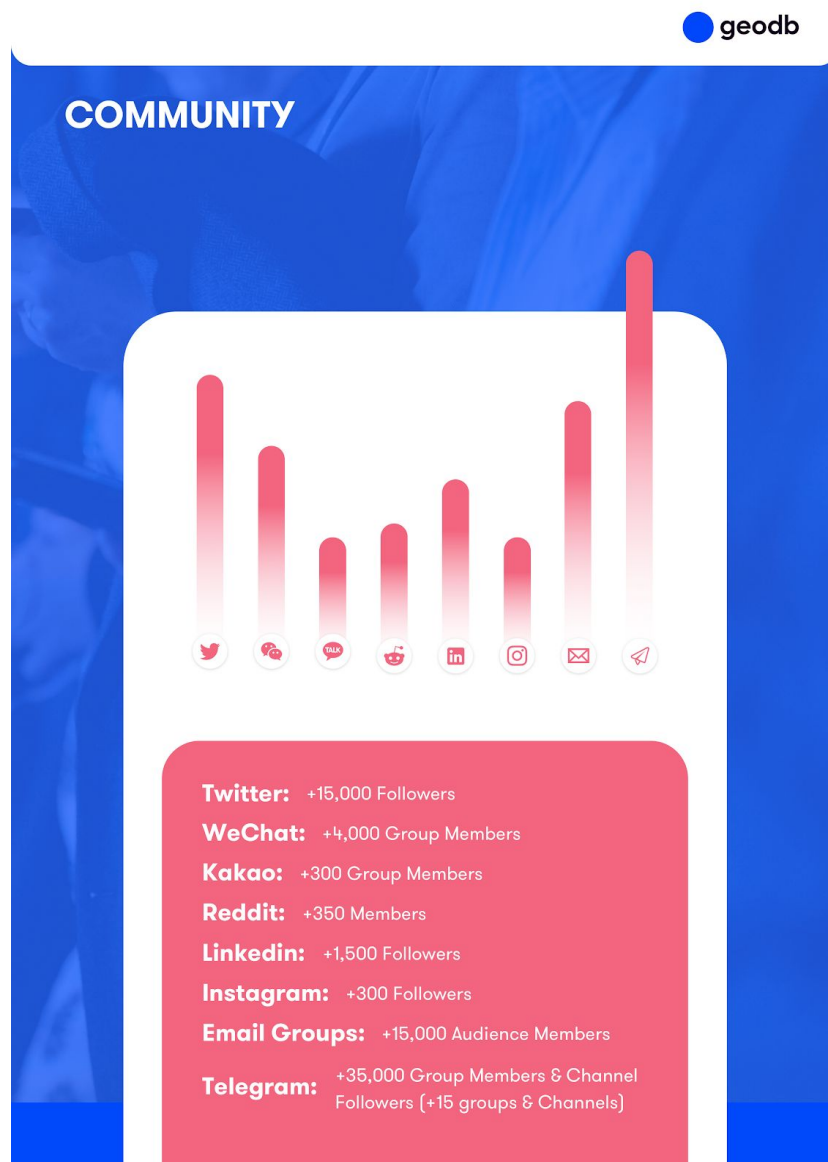 geodb
COMMUNITY
TALK
in
Twitter: +15,000 Followers
WeChat: +4,000 Group Members
Kakao: +300 Group Members
Reddit: +350 Members
Linkedin: +1,500 Followers
Instagram: +300 Followers
Email Groups: +15,000 Audience Members
Telegram: +35,000 Group Members & Channel
Followers (+15 groups & Channels)